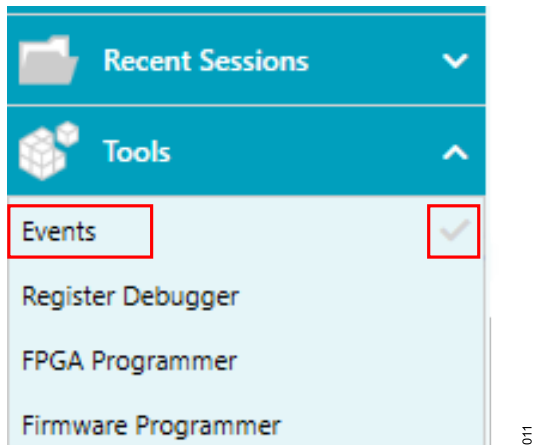 Recent Sessions
Tools
Events
Register Debugger
FPGA Programmer
Firmware Programmer
011